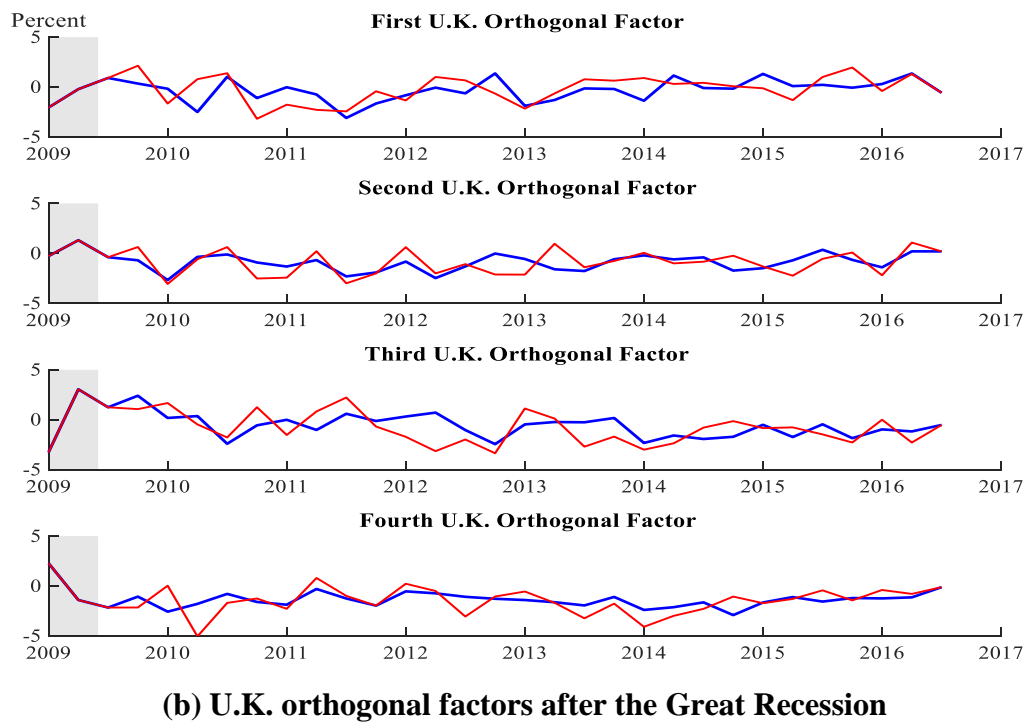 Percent
First U.K. Orthogonal Factor
5
0
-5
2009 2010 2011 2012 2013 2014 2015 2016 2017
Second U.K. Orthogonal Factor
5
0
-5
2009 2010 2011 2012 2013 2014 2015 2016 2017
Third U.K. Orthogonal Factor
5
0
-5
2009 2010 2011 2012 2013 2014 2015 2016 2017
Fourth U.K. Orthogonal Factor
5
0
-5
2009 2010 2011 2012 2013 2014 2015 2016 2017
(b) U.K. orthogonal factors after the Great Recession